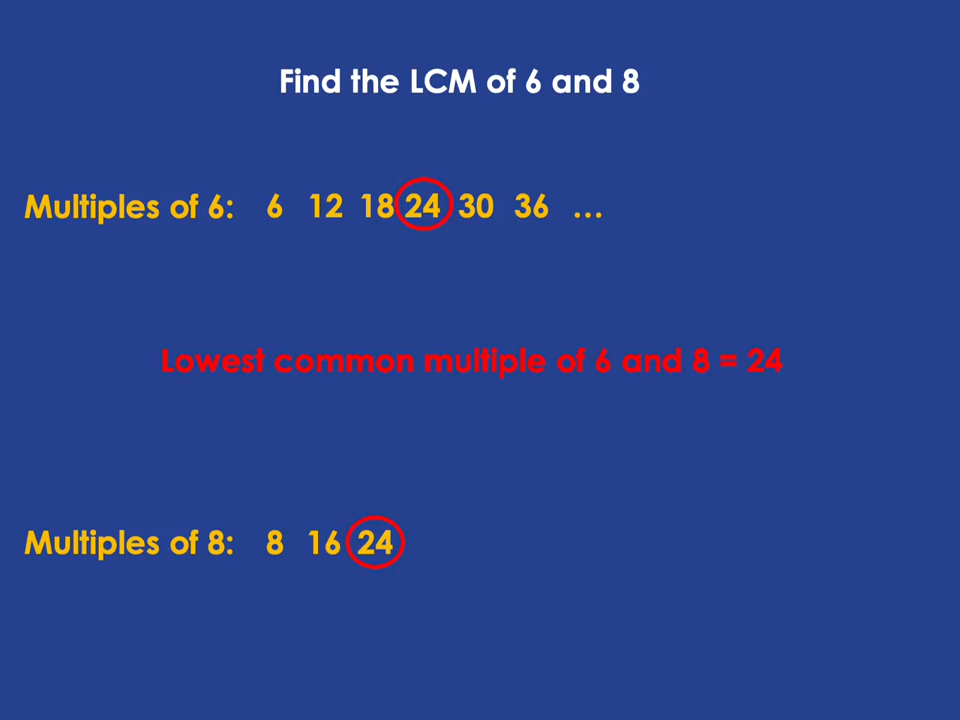 Find the LCM of 6 and 8
Multiples of 6: 6 12 18 24 30 36 ...
Lowest common multiple of 6 and 8 = 24
Multiples of 8: 8 16 24